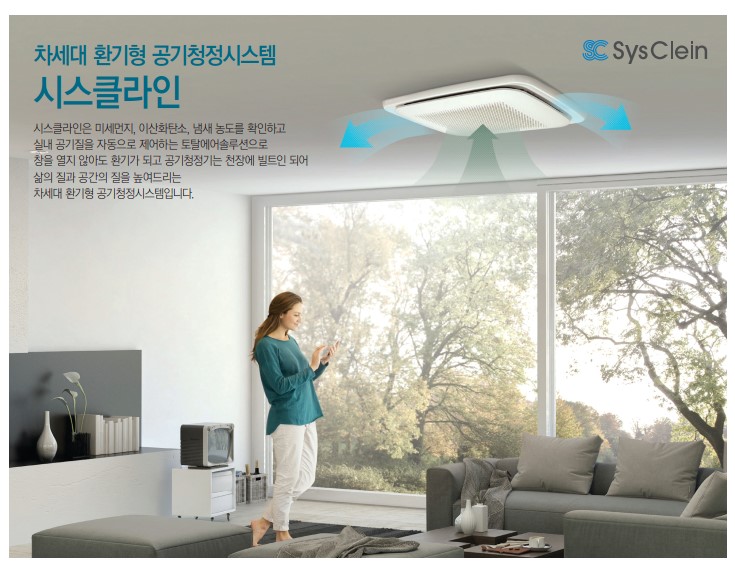 차세대 환기형 공기청정시스템
시스클라인
SysClein
시스클라인은 미세먼지, 이산화탄소, 냄새 농도를 확인하고
실내 공기질을 자동으로 제어하는 토탈에어솔루션으로
창을 열지 않아도 환기가 되고 공기청정기는 천장에 빌트인 되어
삶의 질과 공간의 질을 높여드리는
차세대 환기형 공기청정시스템입니다.